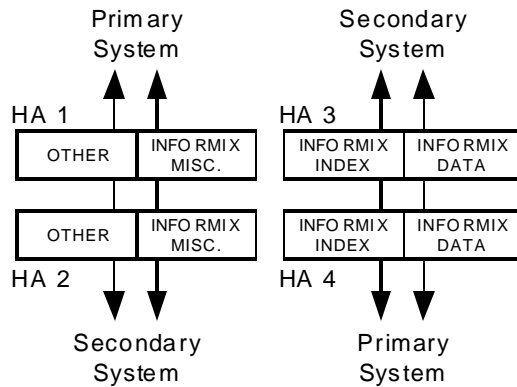 Primary
System
Secondary
System
HA 1
HA 3
OTHER
INFORMIX
MISC.
INFORMIX
INDEX
INFORMIX
DATA
OTHER
INFORMIX
MISC.
INFORMIX
INDEX
INFORMIX
DATA
HA 2
HA 4
Secondary
System
Primary
System